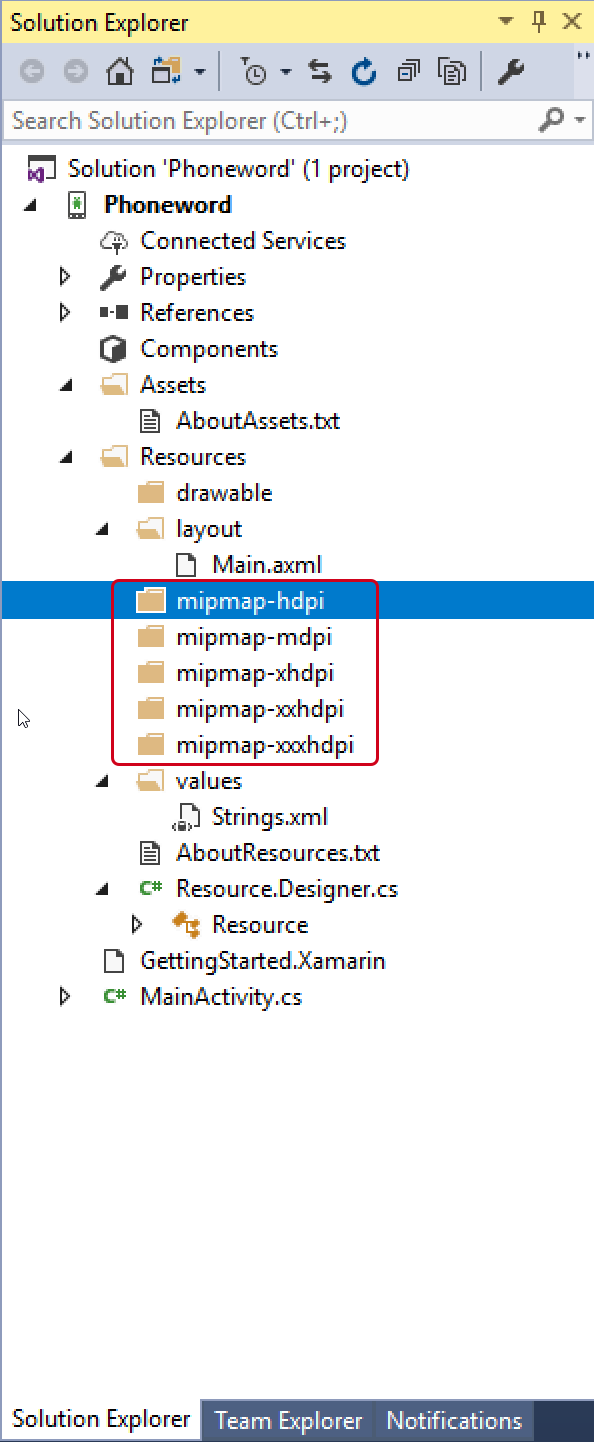 Solution Explorer
Search Solution Explorer (Ctrl+;)
Solution 'Phoneword' (1 project)
Phoneword
Connected Services
Properties
References
Components
Assets
AboutAssets.txt
Resources
drawable
layout
Main.axml
mipmap-hdpi
mipmap-mdpi
mipmap-xhdpi
mipmap-xxhdpi
mipmap-xxxhdpi
values
Strings.xml
AboutResources.txt
C# Resource.Designer.cs
Resource
GettingStarted.Xamarin
C# MainActivity.cs
Solution Explorer Team Explorer Notifications